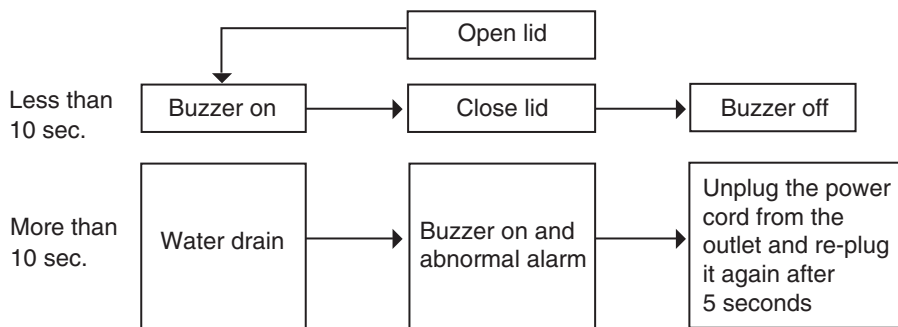 Open lid
Less than
10 sec.
Buzzer on
Close lid
Buzzer off
More than
10 sec.
Water drain
Buzzer on and
abnormal alarm
Unplug the power
cord from the
outlet and re-plug
it again after
5 seconds